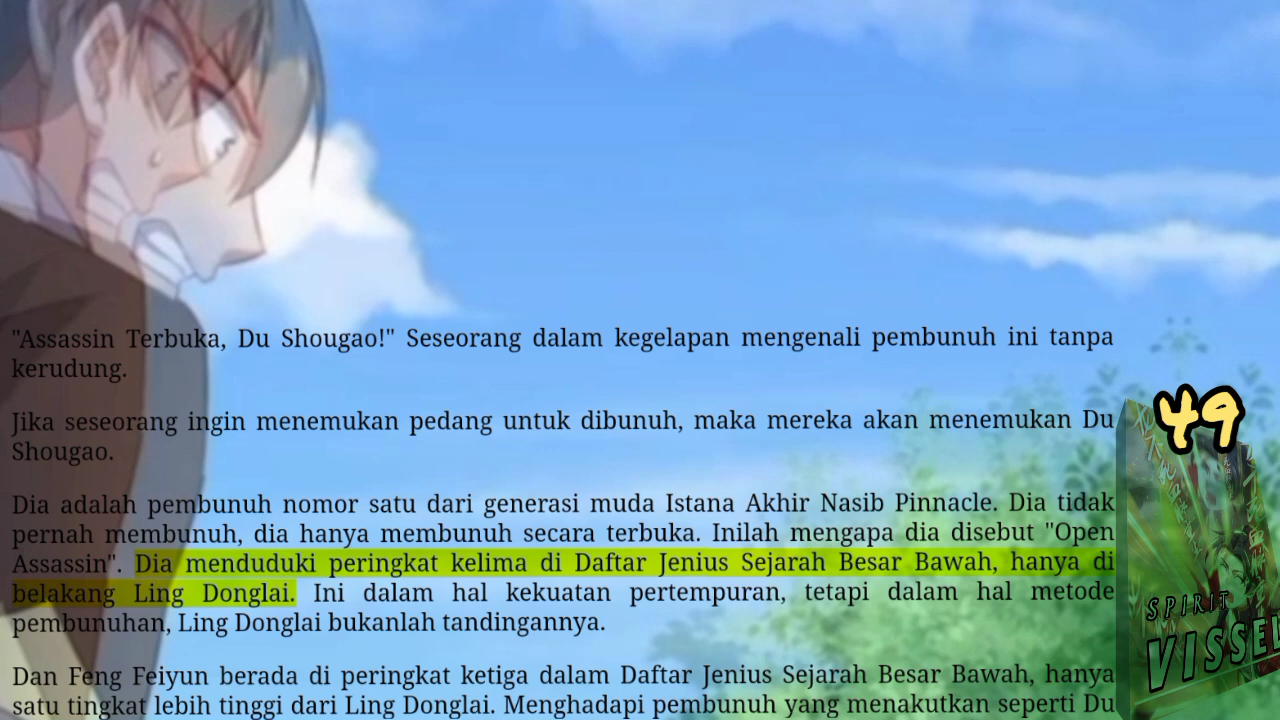 "Assassin Terbuka, Du Shougao!" Seseorang dalam kegelapan mengenali pembunuh ini tanpa
kerudung.
Jika seseorang ingin menemukan pedang untuk dibunuh, maka mereka akan menemukan Du
Shougao.
Dia adalah pembunuh nomor satu dari generasi muda Istana Akhir Nasib Pinnacle. Dia tidak
pernah membunuh, dia hanya membunuh secara terbuka. Inilah mengapa dia disebut "Open
Assassin". Dia menduduki peringkat kelima di Daftar Jenius Sejarah Besar Bawah, hanya di
belakang Ling Donglai. Ini dalam hal kekuatan pertempuran, tetapi dalam hal metode
pembunuhan, Ling Donglai bukanlah tandingannya.
Dan Feng Feiyun berada di peringkat ketiga dalam Daftar Jenius Sejarah Besar Bawah, hanya
satu tingkat lebih tinggi dari Ling Donglai. Menghadapi pembunuh yang menakutkan seperti Du
49
SPIRIT
VISSEL